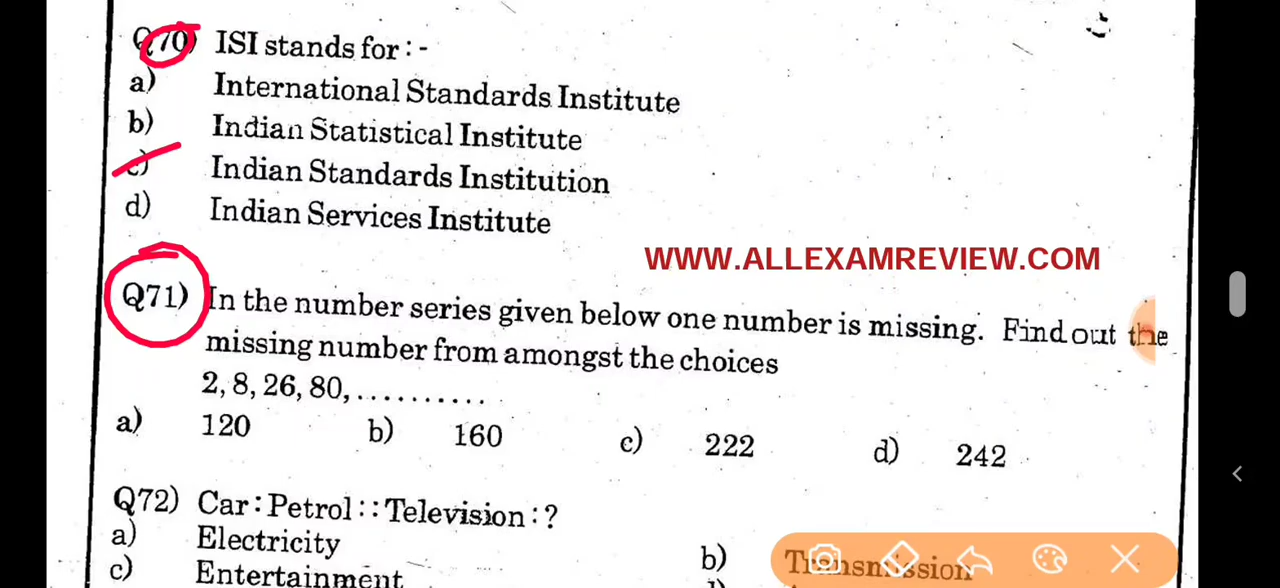 Q70) ISI stands for : -
a) International Standards Institute
b) Indian Statistical Institute
c) Indian Standards Institution
d) Indian Services Institute
WWW.ALLEXAMREVIEW.COM
Q71) In the number series given below one number is missing. Find out the
missing number from amongst the choices
2, 8, 26, 80, ...........
a) 120 b) 160 c) 222 d) 242
Q72) Car : Petrol : : Television : ?
a) Electricity b) Transmission
c) Entertainment